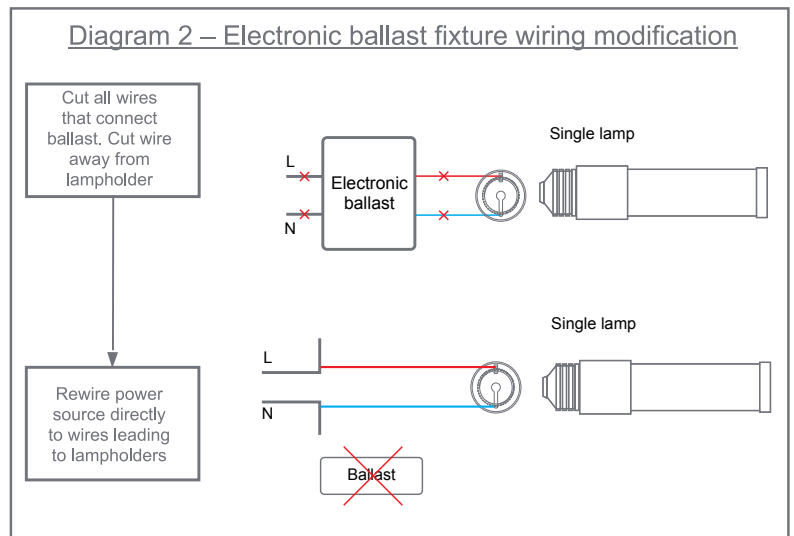 Diagram 2 – Electronic ballast fixture wiring modification
Cut all wires
that connect
ballast. Cut wire
away from
lampholder
L
N
Electronic
ballast
Single lamp
Rewire power
source directly
to wires leading
to lampholders
L
N
Single lamp
Ballast